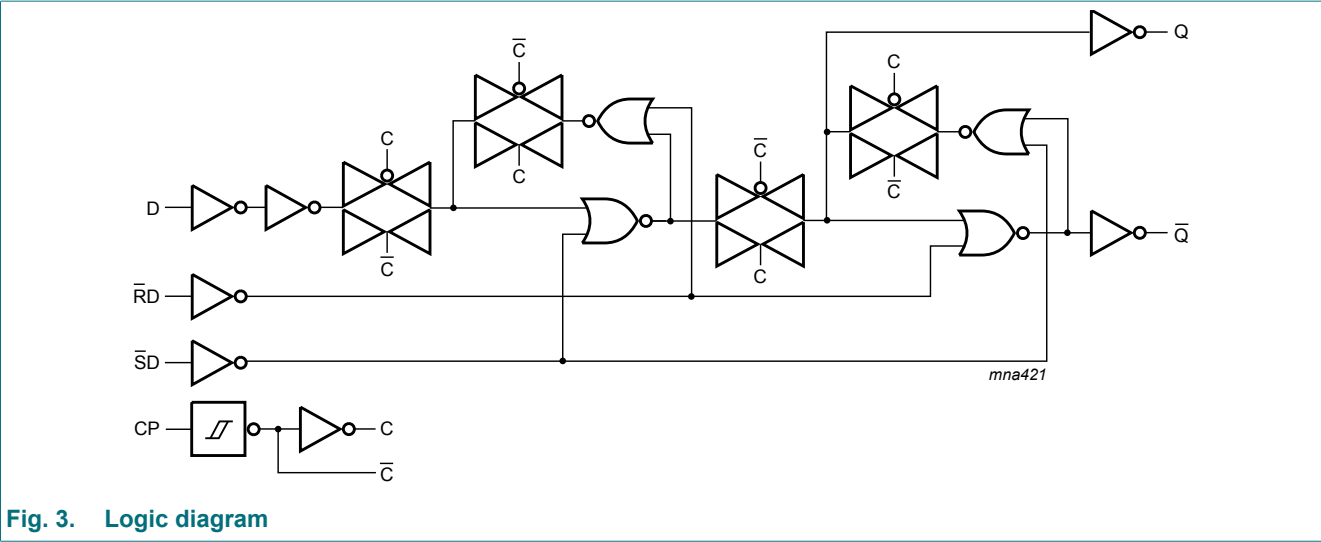 Q
C̅
C
C
C̅
C
D
C̅
C̅
C
Q̅
R̅D
S̅D
mna421
CP
C
C̅
Fig. 3. Logic diagram